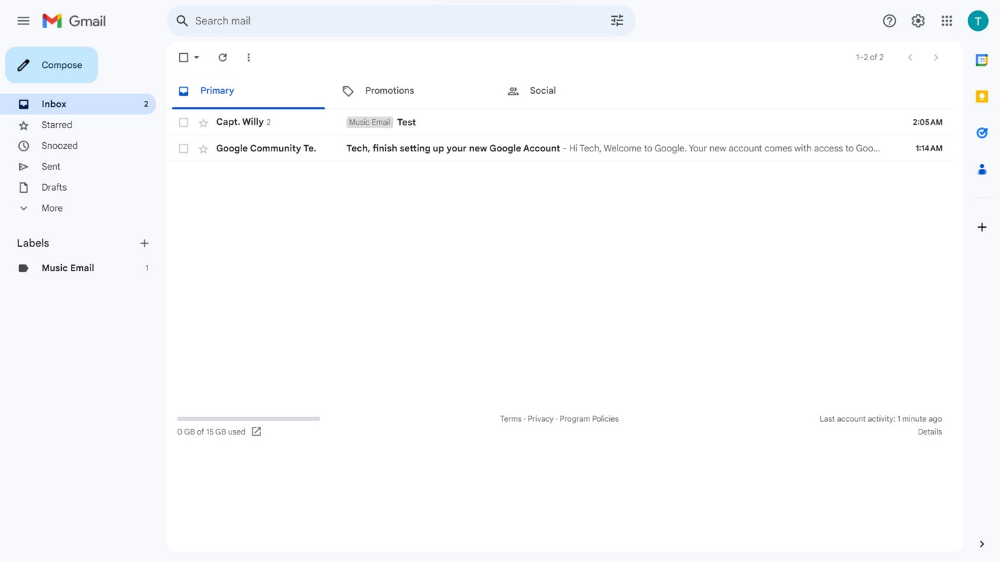 Gmail
Search mail
T
Compose
1–2 of 2
31
Primary
Promotions
Social
Inbox 2
Capt. Willy 2 Music Email Test 2:05 AM
Starred
Google Community Te. Tech, finish setting up your new Google Account - Hi Tech, Welcome to Google. Your new account comes with access to Goo... 1:14 AM
Snoozed
Sent
Drafts
More
Labels
Music Email 1
Terms · Privacy · Program Policies
Last account activity: 1 minute ago
0 GB of 15 GB used
Details